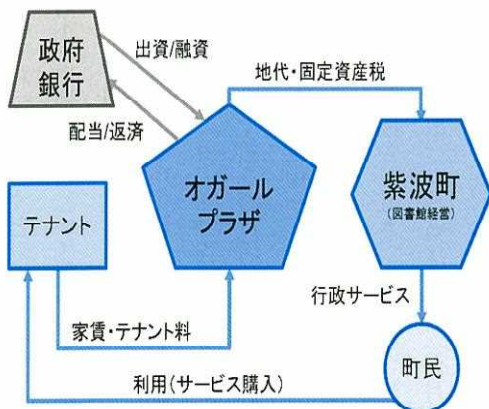 政府
銀行
出資/融資
地代・固定資産税
配当/返済
オガール
プラザ
紫波町
(図書館経営)
テナント
行政サービス
家賃・テナント料
町民
利用(サービス購入)